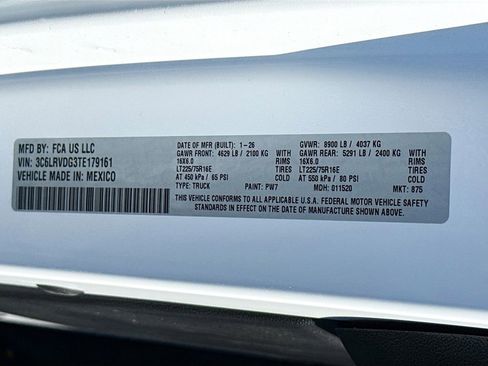 MFD BY: FCA US LLC
VIN: 3C6LRVDG3TE179161
VEHICLE MADE IN: MEXICO
DATE OF MFR (BUILT): 1-26 GVWR: 8900 LB / 4037 KG
GAWR FRONT: 4629 LB / 2100 KG GAWR REAR: 5291 LB / 2400 KG
16X6.0 RIMS 16X6.0 RIMS
LT225/75R16E TIRES LT225/75R16E TIRES
AT 450 kPa / 65 PSI COLD AT 550 kPa / 80 PSI COLD
TYPE: TRUCK PAINT: PW7 MDH: 011520 MKT: 875
THIS VEHICLE CONFORMS TO ALL APPLICABLE U.S.A. FEDERAL MOTOR VEHICLE SAFETY
STANDARDS IN EFFECT ON THE DATE OF MANUFACTURE SHOWN ABOVE.